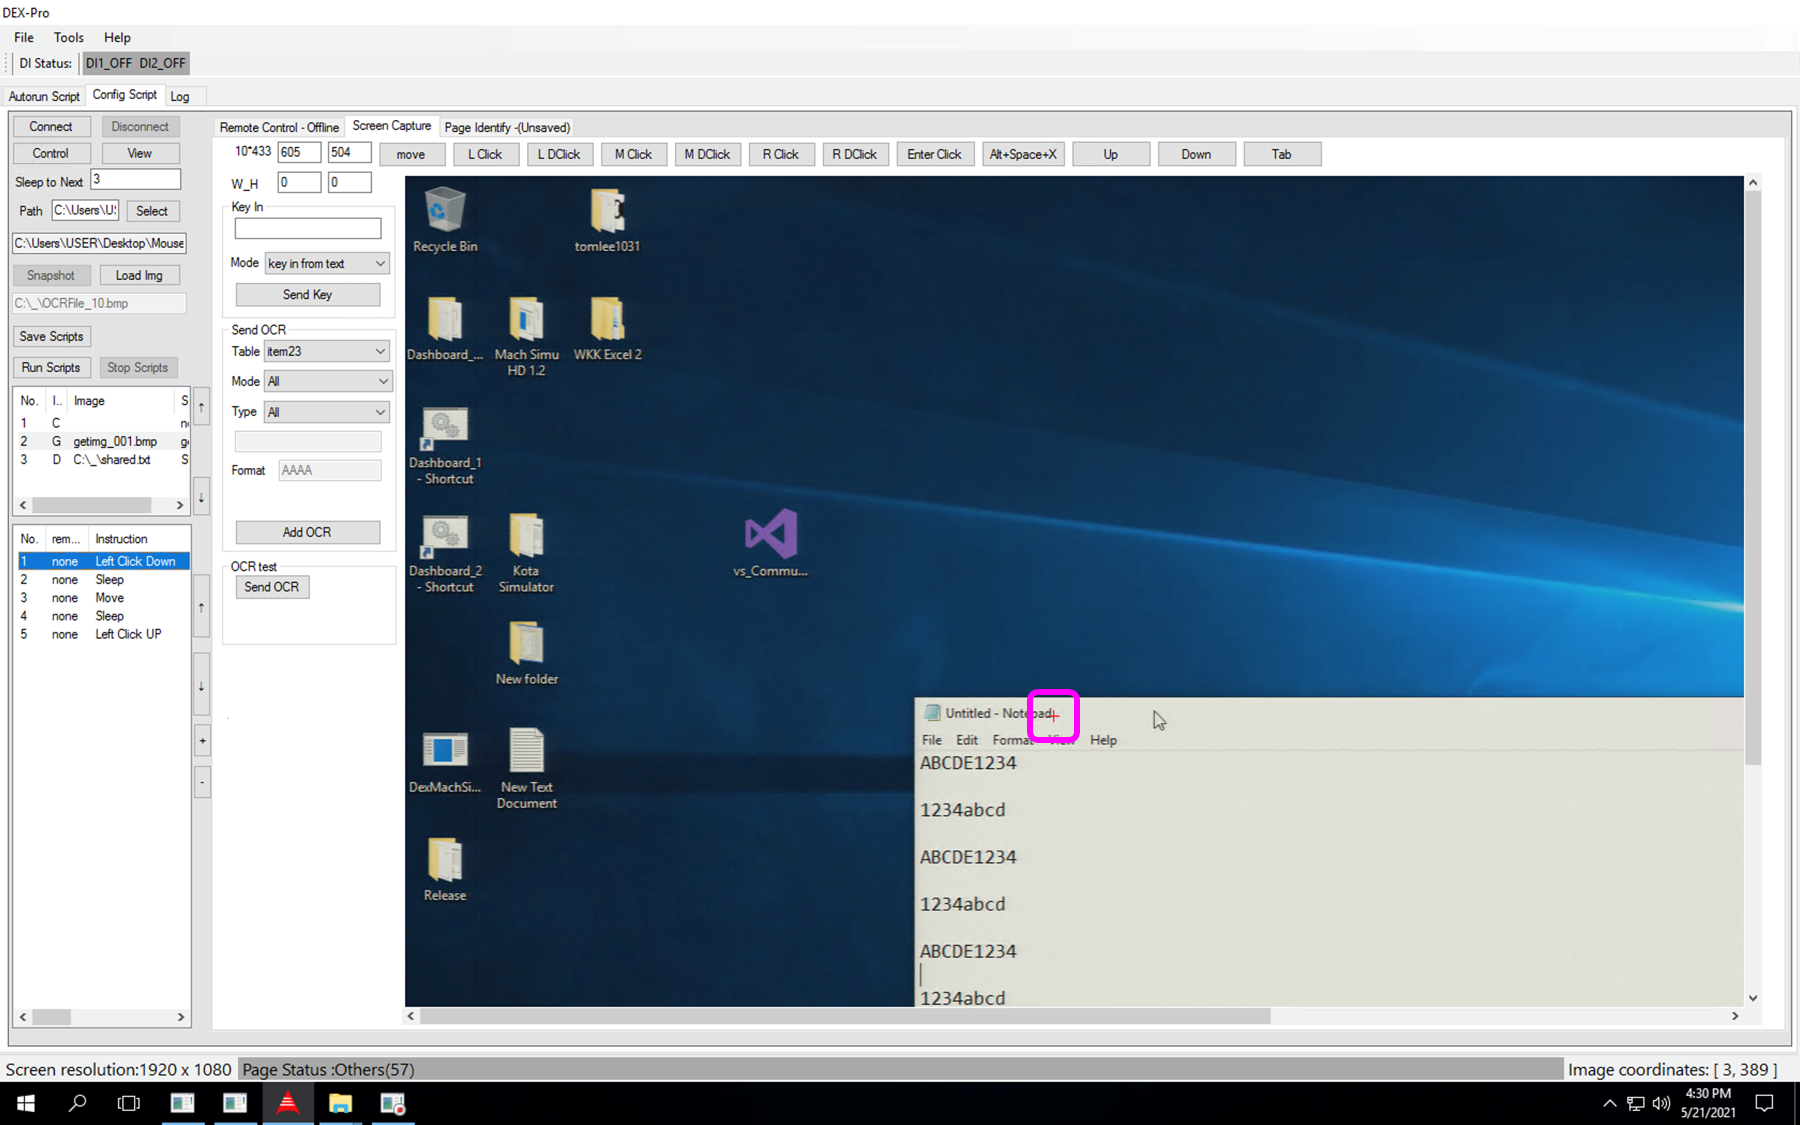 DEX-Pro
File Tools Help
DI Status: DI1_OFF DI2_OFF
Autorun Script Config Script Log
Connect Disconnect
Control View
Sleep to Next 3
Path C:\Users\U Select
C:\Users\USER\Desktop\Mouse
Snapshot Load Img
C:\_\OCRFile_10.bmp
Save Scripts
Run Scripts Stop Scripts
No. I.. Image S
1 C
2 G getimg_001.bmp
3 D C:\_\shared.txt S
No. rem... Instruction
1 none Left Click Down
2 none Sleep
3 none Move
4 none Sleep
5 none Left Click UP
+
-
Remote Control - Offline Screen Capture Page Identify -(Unsaved)
10*433 605 504 move L Click L DClick M Click M DClick R Click R DClick Enter Click Alt+Space+X Up Down Tab
W_H 0 0
Key In
Mode key in from text
Send Key
Send OCR
Table item23
Mode All
Type All
Format AAAA
Add OCR
OCR test
Send OCR
Recycle Bin tomlee1031
Dashboard_... Mach Simu HD 1.2 WKK Excel 2
Dashboard_1 - Shortcut
Dashboard_2 - Shortcut Kota Simulator vs_Commu...
New folder
DexMachSi... New Text Document
Release
Untitled - Notepad
File Edit Format View Help
ABCDE1234
1234abcd
ABCDE1234
1234abcd
ABCDE1234
1234abcd
Screen resolution:1920 x 1080 Page Status :Others(57) Image coordinates: [ 3, 389 ]
4:30 PM
5/21/2021